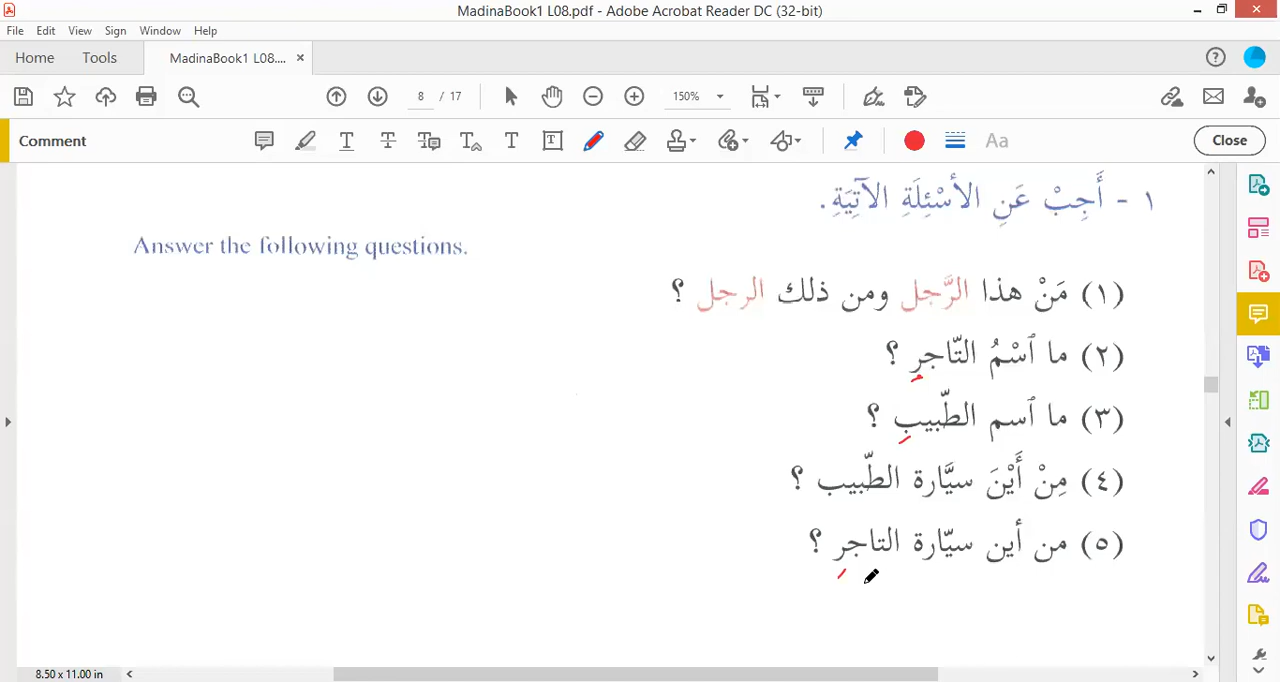 MadinaBook1 L08.pdf - Adobe Acrobat Reader DC (32-bit)
File Edit View Sign Window Help
Home Tools MadinaBook1 L08....
8 / 17 150%
Comment Aa Close
١ - أَجِبْ عَنِ الأَسْئِلَةِ الآتِيَةِ .
Answer the following questions.
(١) مَنْ هذا الرَّجل ومن ذلك الرجل ؟
(٢) ما ٱسْمُ التّاجرِ ؟
(٣) ما ٱسم الطّبيبِ ؟
(٤) مِنْ أَيْنَ سيَّارة الطّبيب ؟
(٥) من أين سيّارة التاجرِ ؟
8.50 x 11.00 in